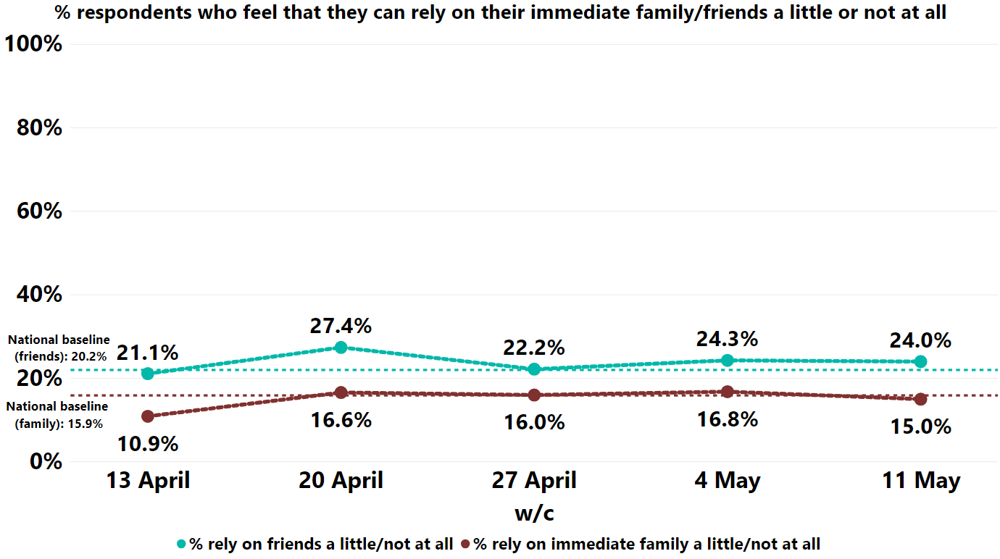 % respondents who feel that they can rely on their immediate family/friends a little or not at all
100%
80%
60%
40%
20%
0%
National baseline
(friends): 20.2%
National baseline
(family): 15.9%
21.1%
27.4%
22.2%
24.3%
24.0%
10.9%
16.6%
16.0%
16.8%
15.0%
13 April
20 April
27 April
4 May
11 May
w/c
% rely on friends a little/not at all
% rely on immediate family a little/not at all